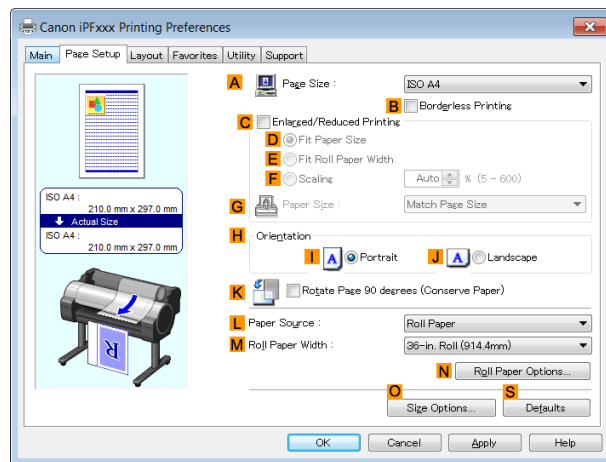 Canon iPFxxx Printing Preferences
Main Page Setup Layout Favorites Utility Support
A Page Size : ISO A4
B Borderless Printing
C Enlarged/Reduced Printing
D Fit Paper Size
E Fit Roll Paper Width
F Scaling Auto % (5 - 600)
G Paper Size : Match Page Size
ISO A4 :
210.0 mm x 297.0 mm
Actual Size
ISO A4 :
210.0 mm x 297.0 mm
H Orientation
I A Portrait J A Landscape
K Rotate Page 90 degrees (Conserve Paper)
L Paper Source : Roll Paper
M Roll Paper Width : 36-in. Roll (914.4mm)
R
N Roll Paper Options...
O S
Size Options... Defaults
OK Cancel Apply Help